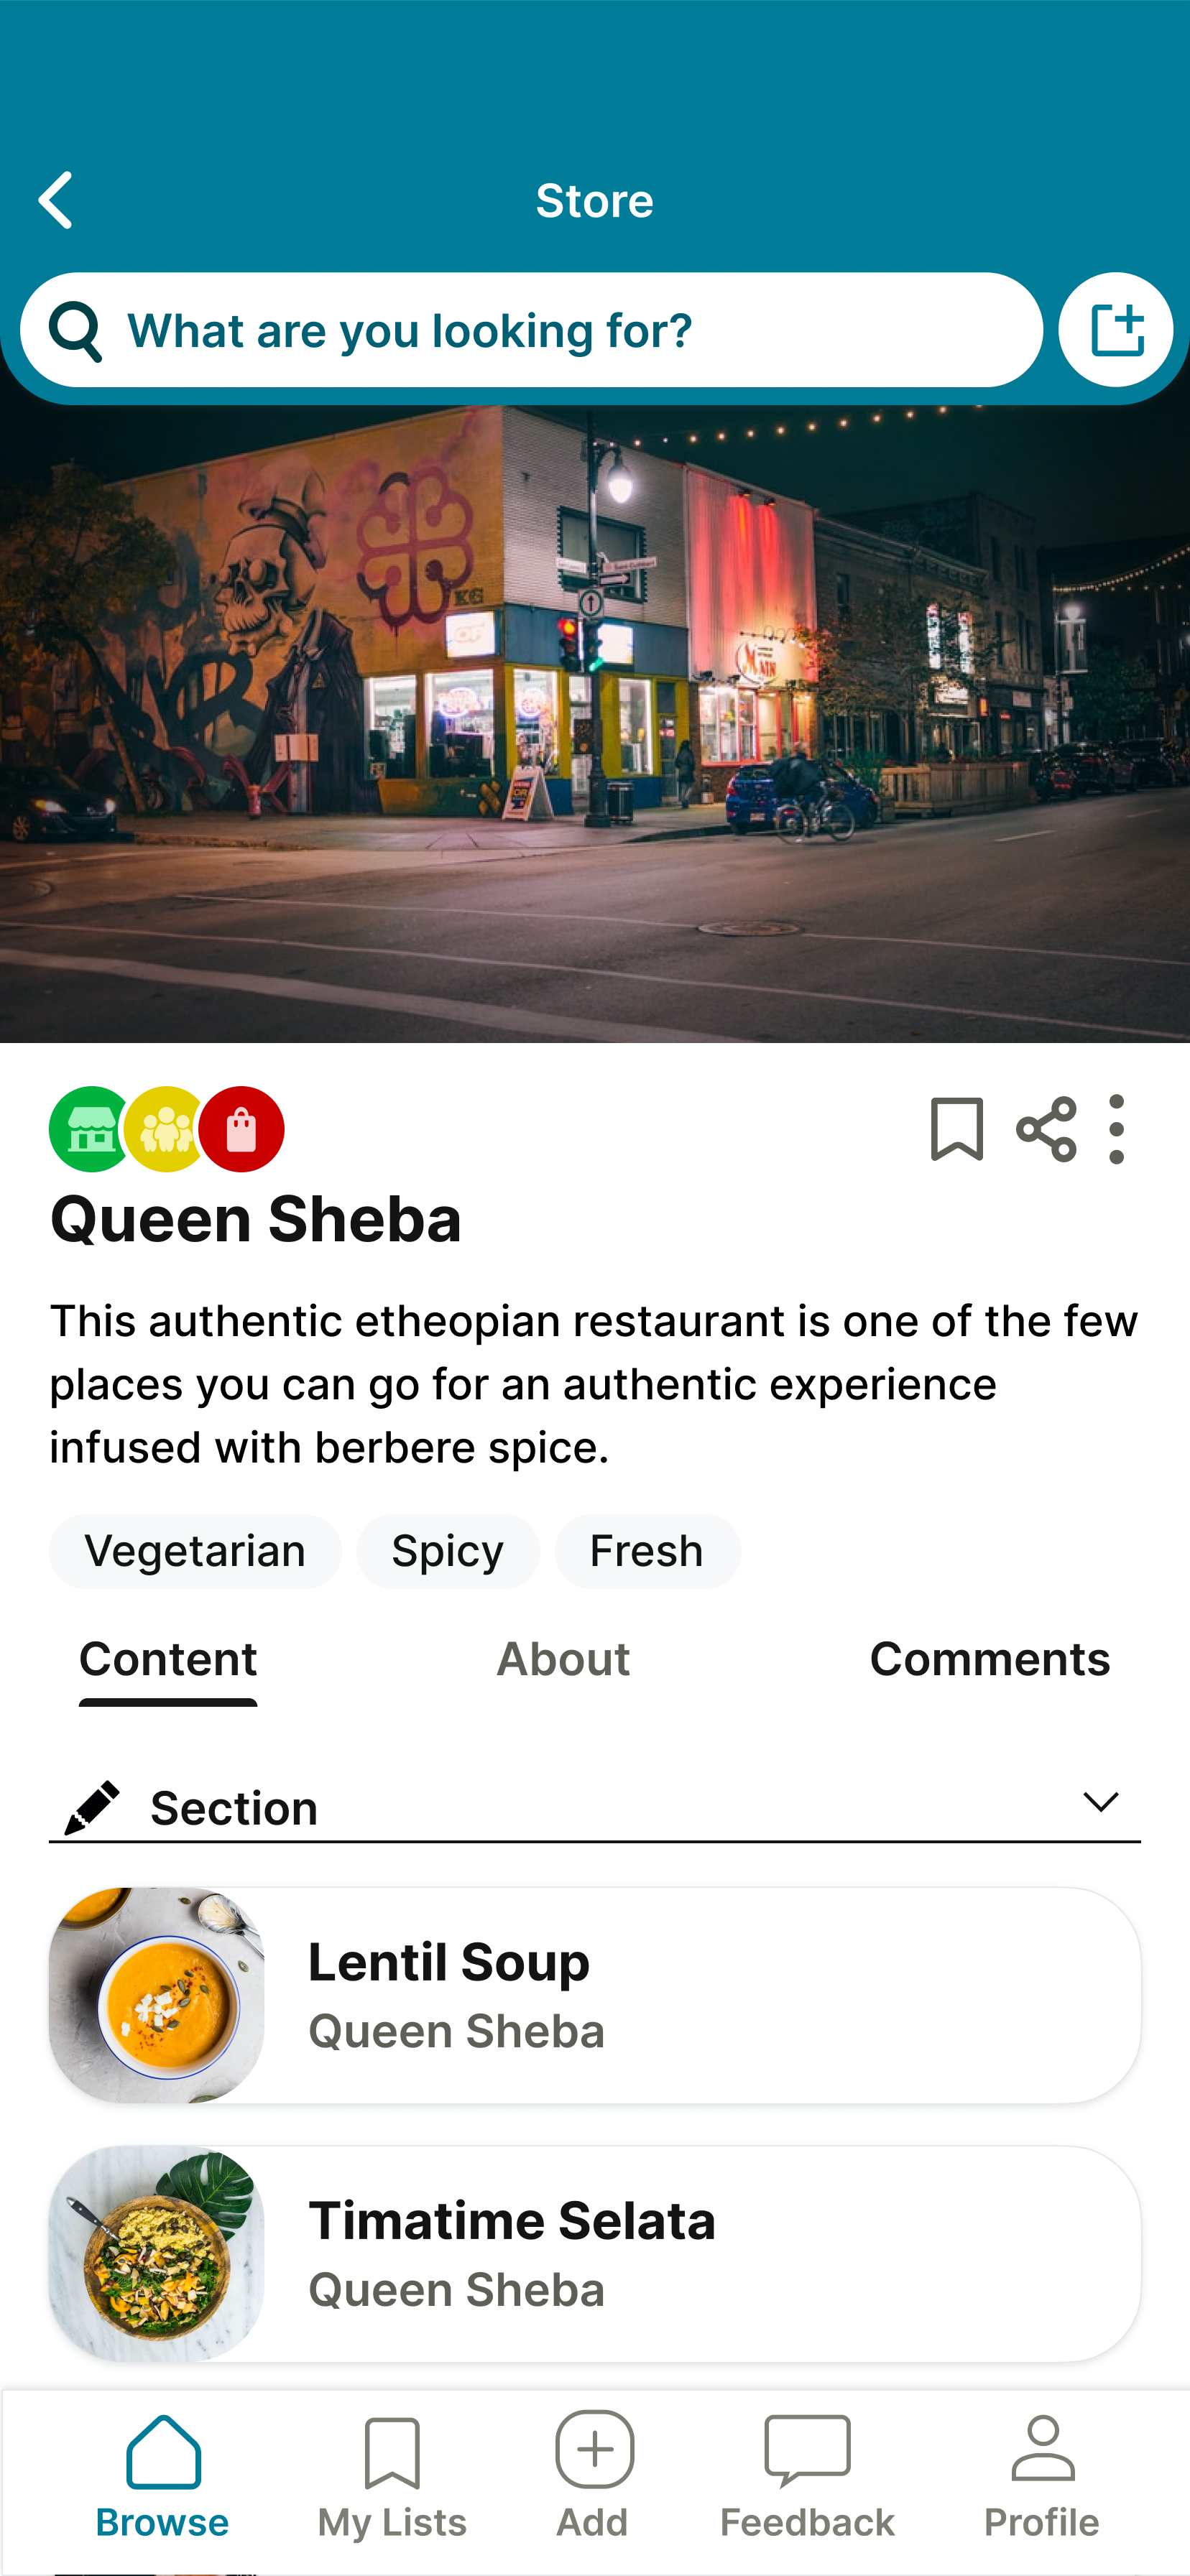 Store
What are you looking for?
MAIN
Queen Sheba
This authentic etheopian restaurant is one of the few
places you can go for an authentic experience
infused with berbere spice.
Vegetarian Spicy Fresh
Content About Comments
Section
Lentil Soup
Queen Sheba
Timatime Selata
Queen Sheba
Browse My Lists Add Feedback Profile